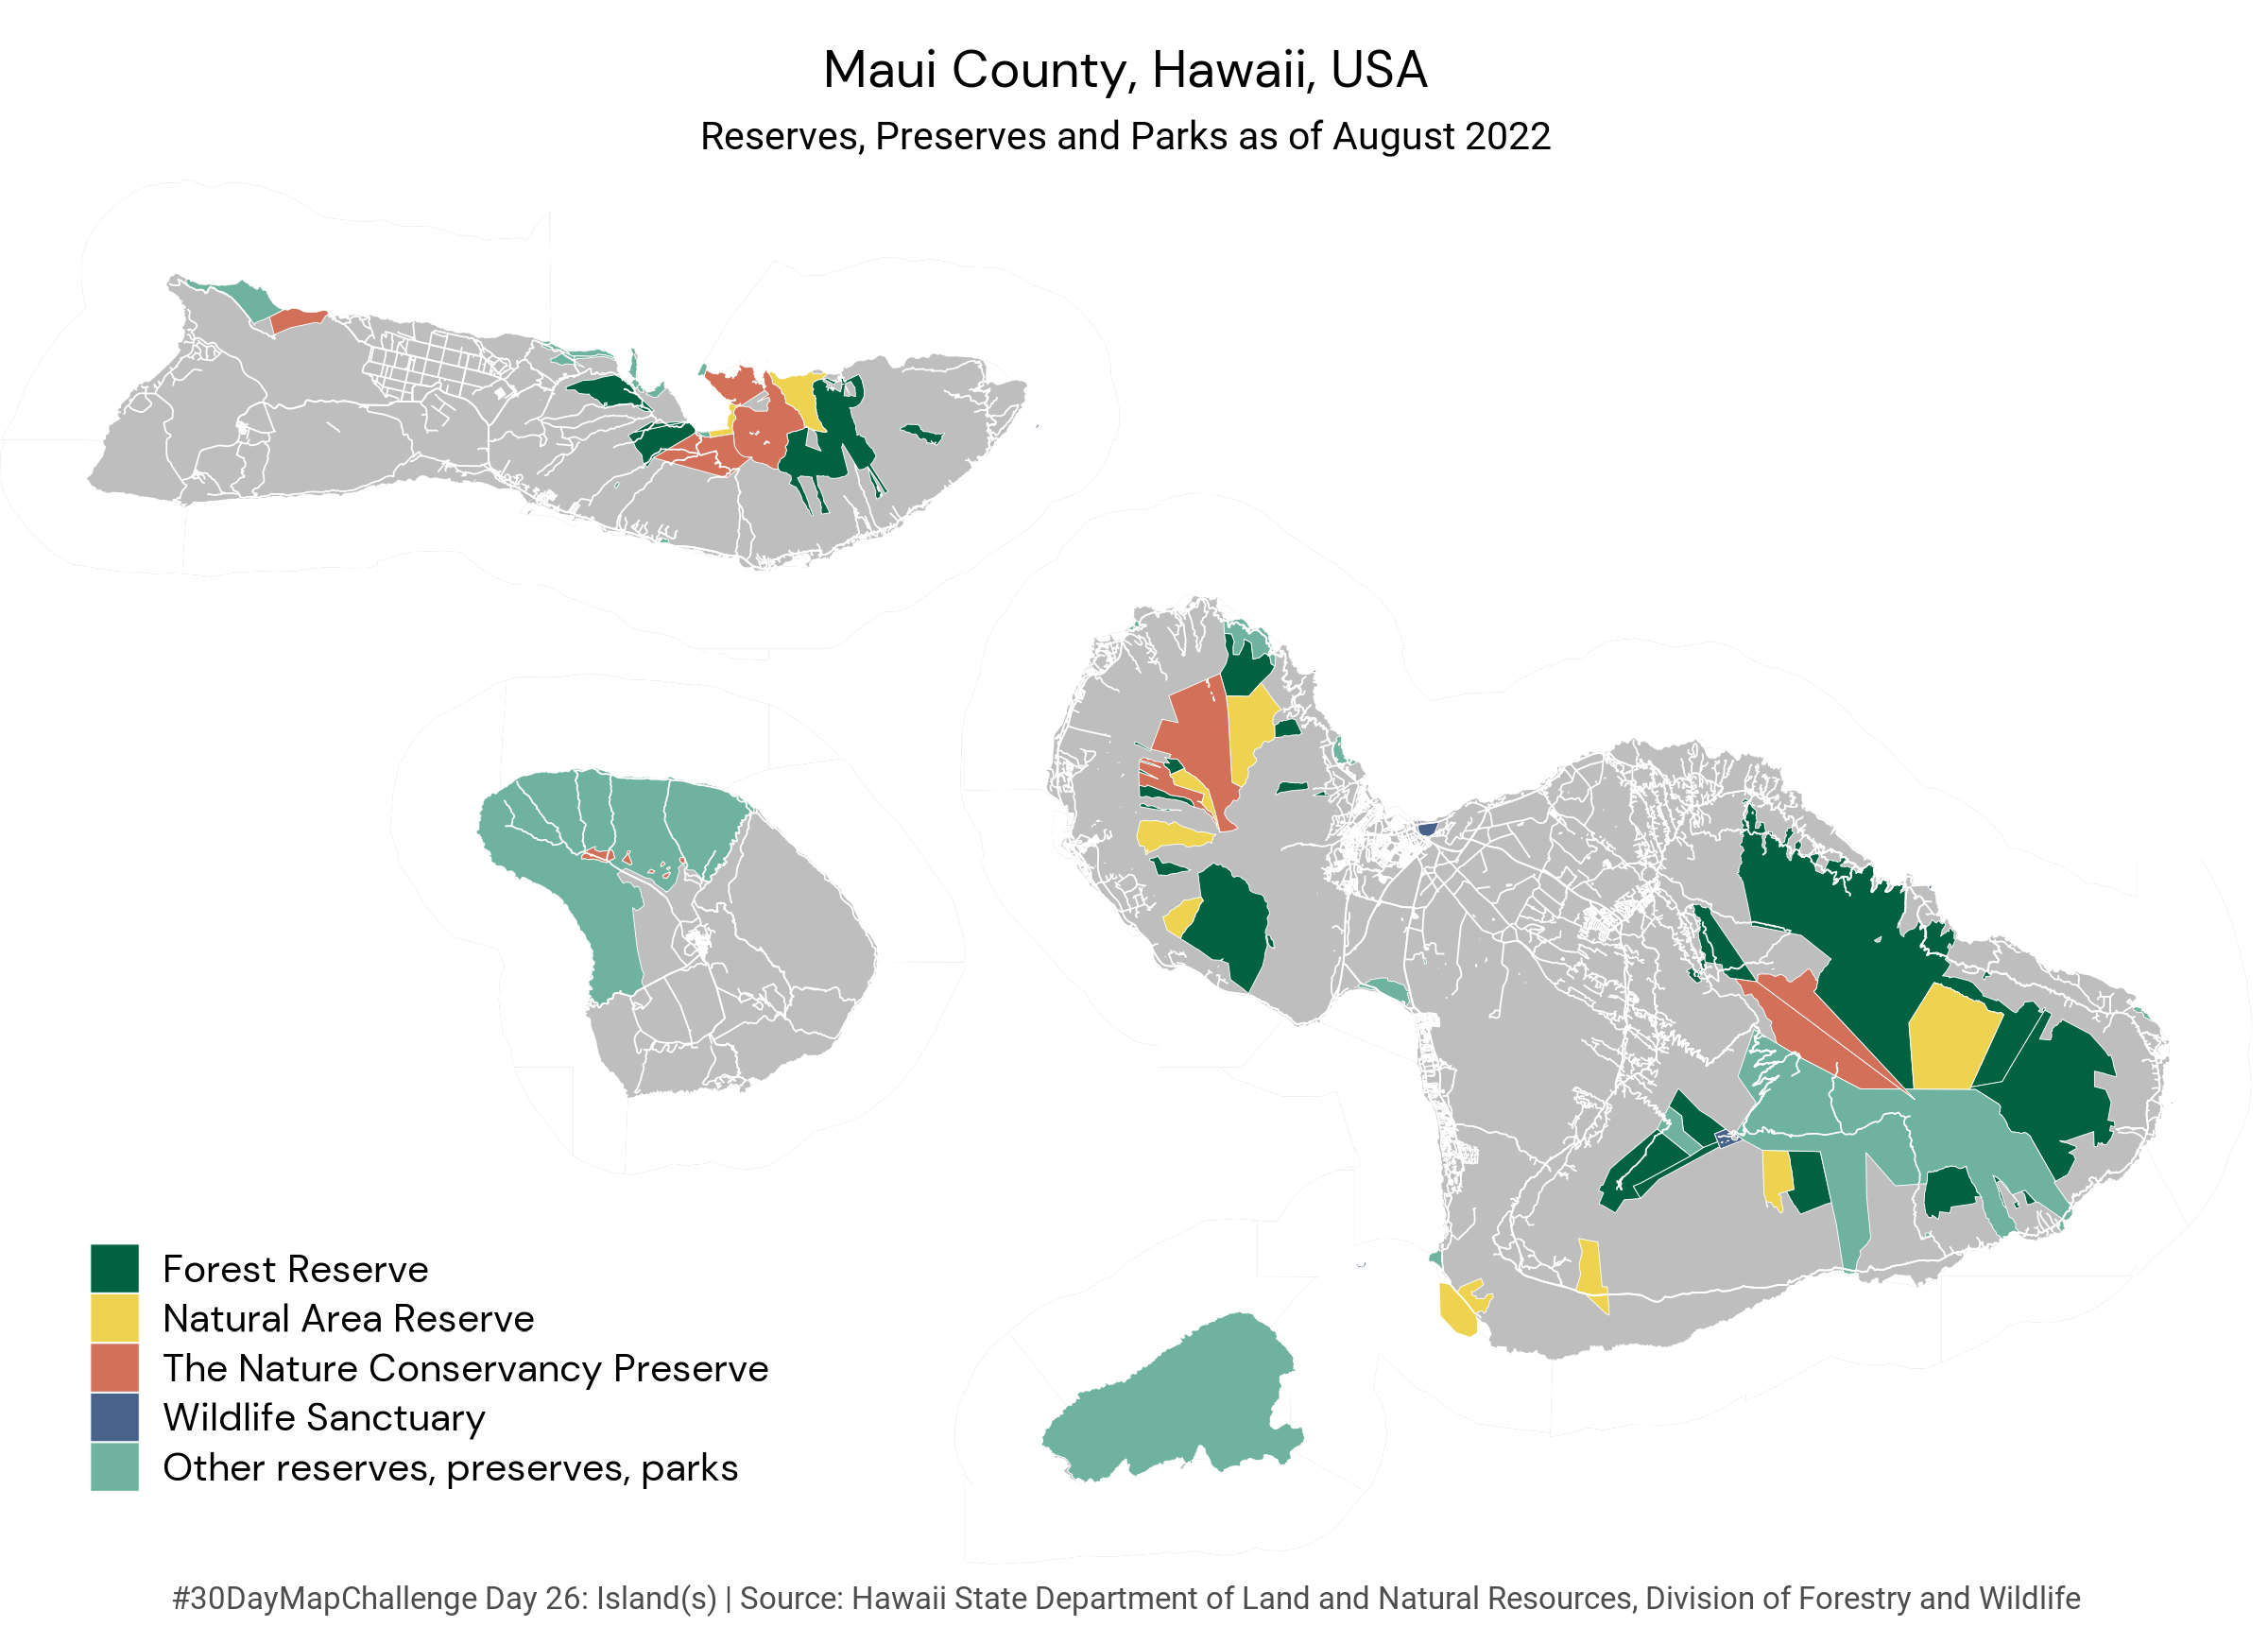 Maui County, Hawaii, USA
Reserves, Preserves and Parks as of August 2022
Forest Reserve
Natural Area Reserve
The Nature Conservancy Preserve
Wildlife Sanctuary
Other reserves, preserves, parks
#30DayMapChallenge Day 26: Island(s) | Source: Hawaii State Department of Land and Natural Resources, Division of Forestry and Wildlife